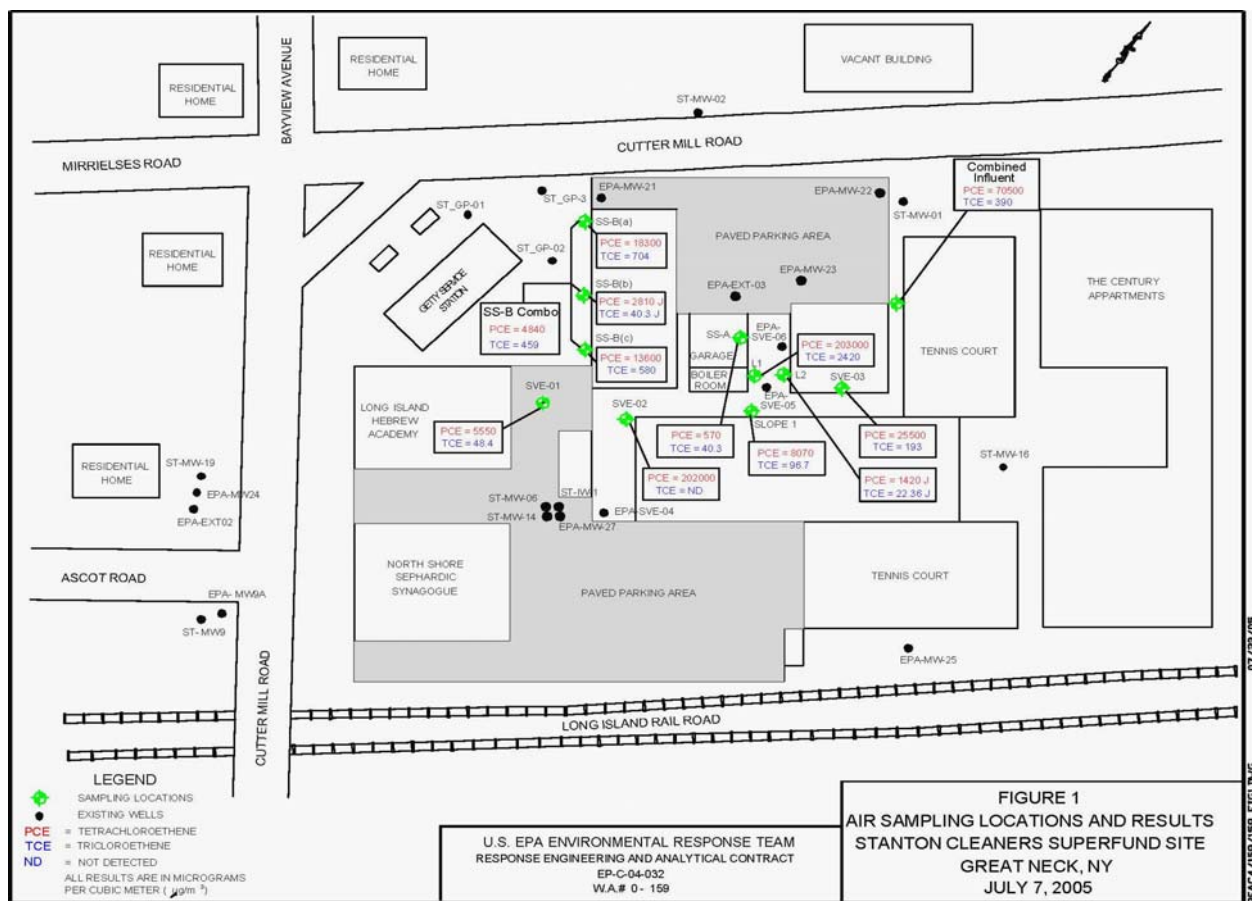 RESIDENTIAL
HOME
BAYVIEW AVENUE
RESIDENTIAL
HOME
VACANT BUILDING
ST-MW-02
CUTTER MILL ROAD
MIRRIELSES ROAD
Combined
Influent
PCE = 70500
TCE = 390
ST_GP-3
EPA-MW-21
EPA-MW-22
ST-MW-01
ST_GP-01
SS-B(a)
PCE = 18300
TCE = 704
PAVED PARKING AREA
RESIDENTIAL
HOME
ST_GP-02
GETTY SERVICE
STATION
SS-B(b)
PCE = 2810 J
TCE = 40.3 J
EPA-EXT-03
EPA-MW-23
THE CENTURY
APPARTMENTS
SS-B Combo
PCE = 4840
TCE = 459
SS-B(c)
PCE = 13600
TCE = 580
SS-A
GARAGE
BOILER
ROOM
EPA-
SVE-06
L1
L2
PCE = 203000
TCE = 2420
TENNIS COURT
SVE-03
EPA-
SVE-05
SLOPE 1
SVE-01
LONG ISLAND
HEBREW
ACADEMY
SVE-02
PCE = 5550
TCE = 48.4
PCE = 570
TCE = 40.3
PCE = 8070
TCE = 96.7
PCE = 25500
TCE = 193
PCE = 202000
TCE = ND
PCE = 1420 J
TCE = 22.36 J
ST-MW-16
RESIDENTIAL
HOME
ST-MW-19
EPA-MW24
EPA-EXT02
ST-MW-06
ST-IW-1
ST-MW-14
EPA-MW-27
EPA-SVE-04
ASCOT ROAD
NORTH SHORE
SEPHARDIC
SYNAGOGUE
PAVED PARKING AREA
TENNIS COURT
EPA- MW9A
ST-MW9
EPA-MW-25
CUTTER MILL ROAD
LONG ISLAND RAIL ROAD
LEGEND
SAMPLING LOCATIONS
EXISTING WELLS
PCE = TETRACHLOROETHENE
TCE = TRICLOROETHENE
ND = NOT DETECTED
ALL RESULTS ARE IN MICROGRAMS
PER CUBIC METER ( µg/m ³)
U.S. EPA ENVIRONMENTAL RESPONSE TEAM
RESPONSE ENGINEERING AND ANALYTICAL CONTRACT
EP-C-04-032
W.A.# 0- 159
FIGURE 1
AIR SAMPLING LOCATIONS AND RESULTS
STANTON CLEANERS SUPERFUND SITE
GREAT NECK, NY
JULY 7, 2005